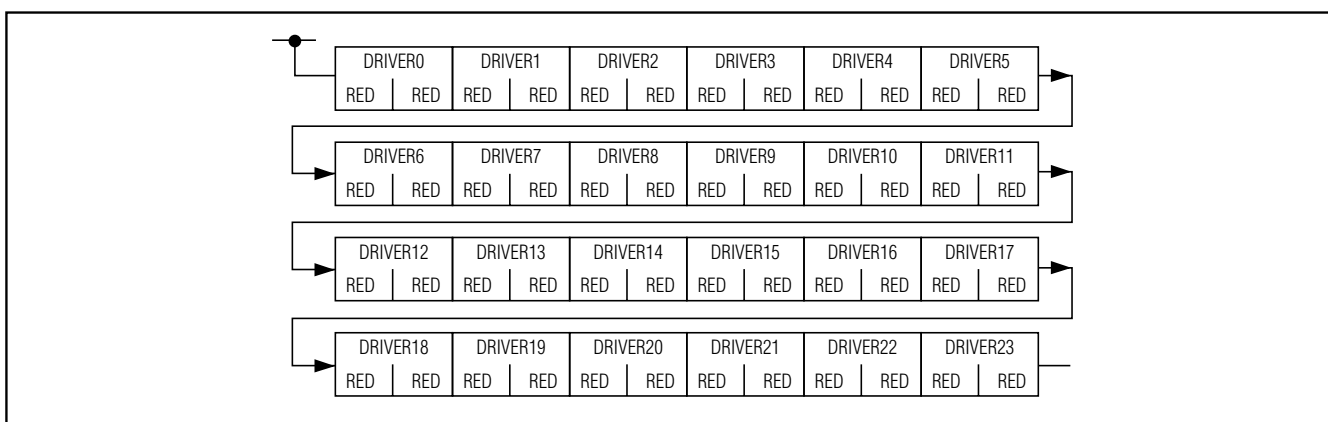 DRIVER0 DRIVER1 DRIVER2 DRIVER3 DRIVER4 DRIVER5
RED RED RED RED RED RED RED RED RED RED RED RED
DRIVER6 DRIVER7 DRIVER8 DRIVER9 DRIVER10 DRIVER11
RED RED RED RED RED RED RED RED RED RED RED RED
DRIVER12 DRIVER13 DRIVER14 DRIVER15 DRIVER16 DRIVER17
RED RED RED RED RED RED RED RED RED RED RED RED
DRIVER18 DRIVER19 DRIVER20 DRIVER21 DRIVER22 DRIVER23
RED RED RED RED RED RED RED RED RED RED RED RED